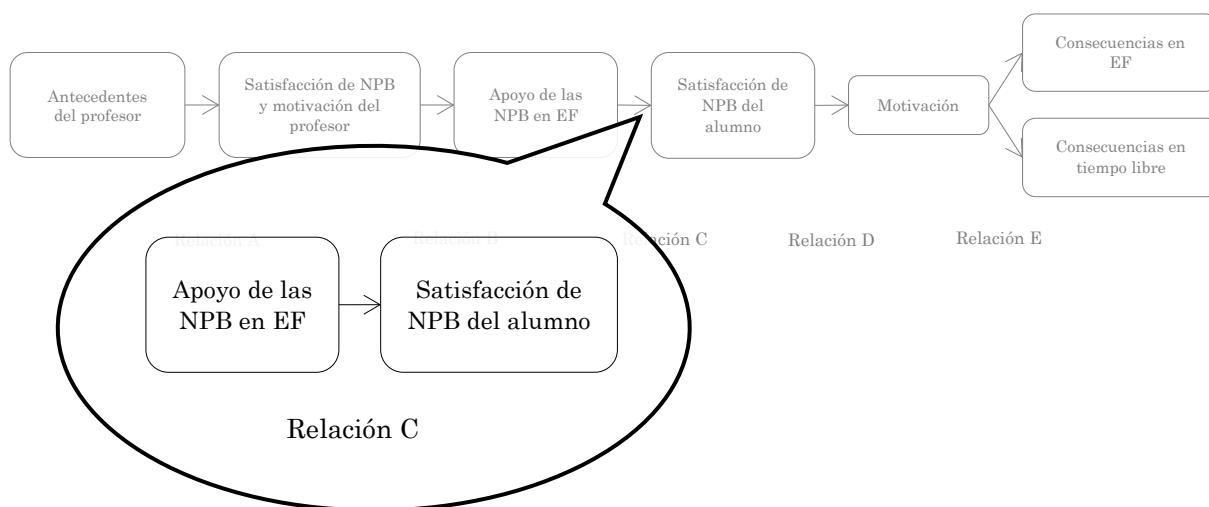 Antecedentes
del profesor
Satisfacción de NPB
y motivación del
profesor
Apoyo de las
NPB en EF
Satisfacción de
NPB del
alumno
Motivación
Consecuencias en
EF
Consecuencias en
tiempo libre
Relación A
Relación B
Relación C
Relación D
Relación E
Apoyo de las
NPB en EF
Satisfacción de
NPB del alumno
Relación C